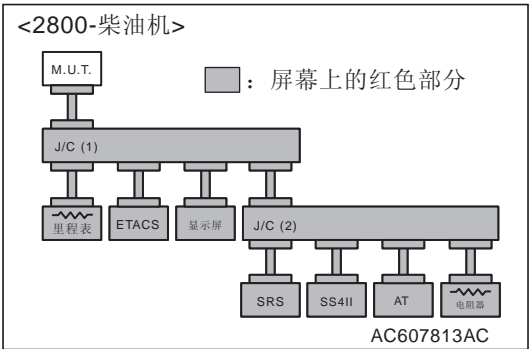 <2800-柴油机>
M.U.T.
：屏幕上的红色部分
J/C (1)
里程表 ETACS 显示屏 J/C (2)
SRS SS4II AT 电阻器
AC607813AC